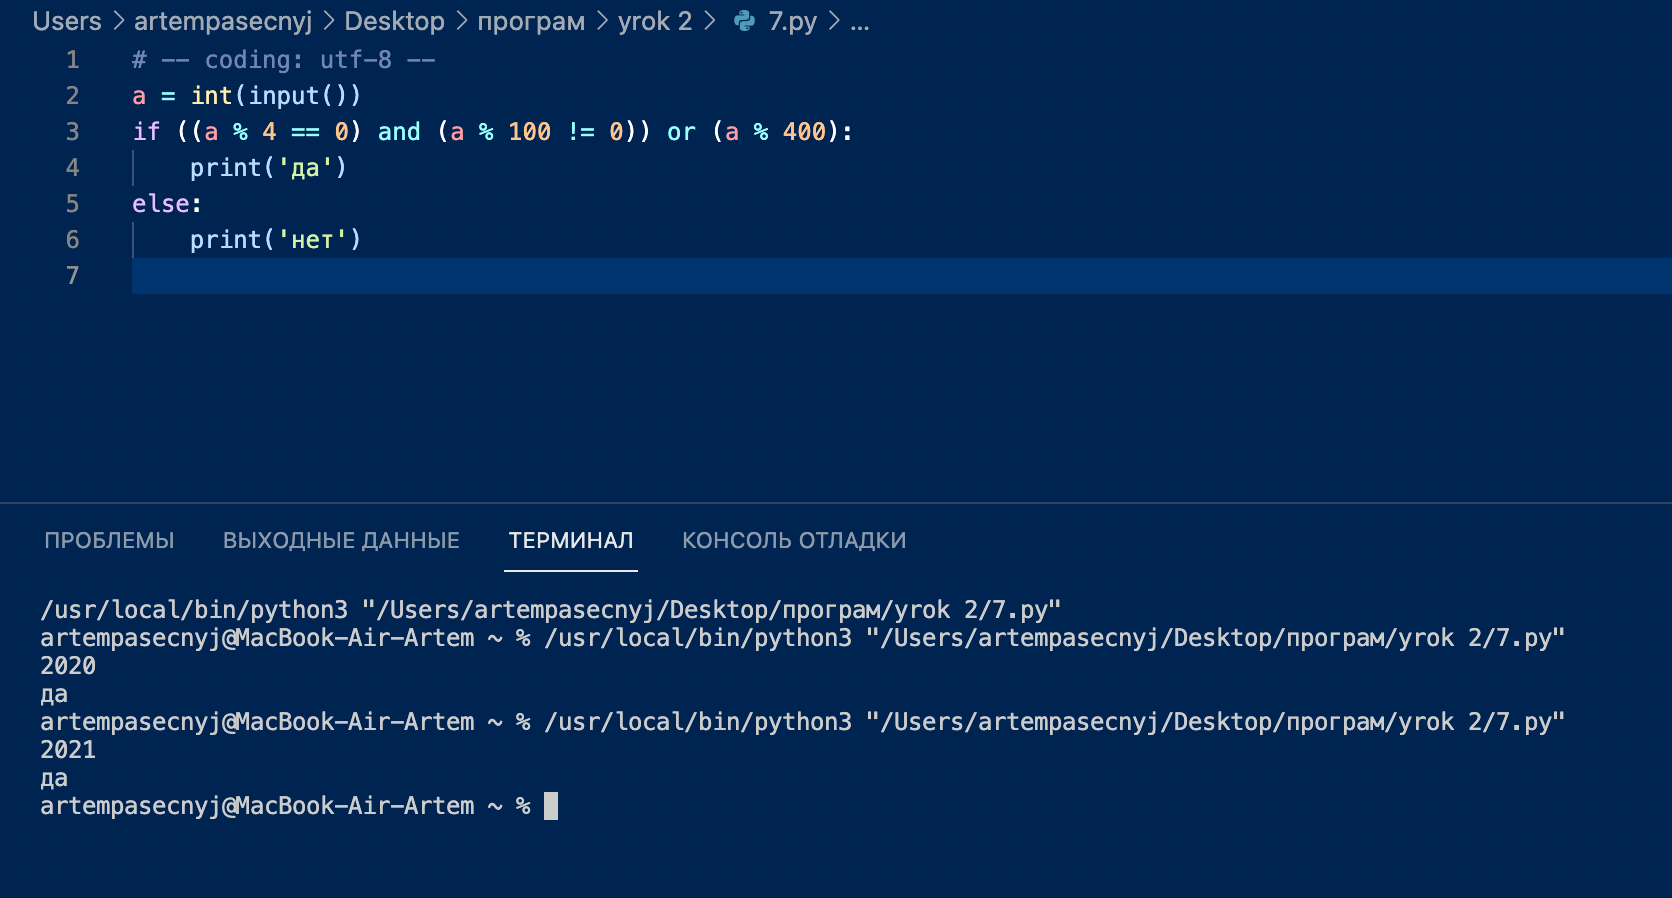 Users > artempasecnyj > Desktop > програм > yrok 2 > 7.py > ...
1 # -- coding: utf-8 --
2 a = int(input())
3 if ((a % 4 == 0) and (a % 100 != 0)) or (a % 400):
4     print('да')
5 else:
6     print('нет')
7
ПРОБЛЕМЫ ВЫХОДНЫЕ ДАННЫЕ ТЕРМИНАЛ КОНСОЛЬ ОТЛАДКИ
/usr/local/bin/python3 "/Users/artempasecnyj/Desktop/програм/yrok 2/7.py"
artempasecnyj@MacBook-Air-Artem ~ % /usr/local/bin/python3 "/Users/artempasecnyj/Desktop/програм/yrok 2/7.py"
2020
да
artempasecnyj@MacBook-Air-Artem ~ % /usr/local/bin/python3 "/Users/artempasecnyj/Desktop/програм/yrok 2/7.py"
2021
да
artempasecnyj@MacBook-Air-Artem ~ %